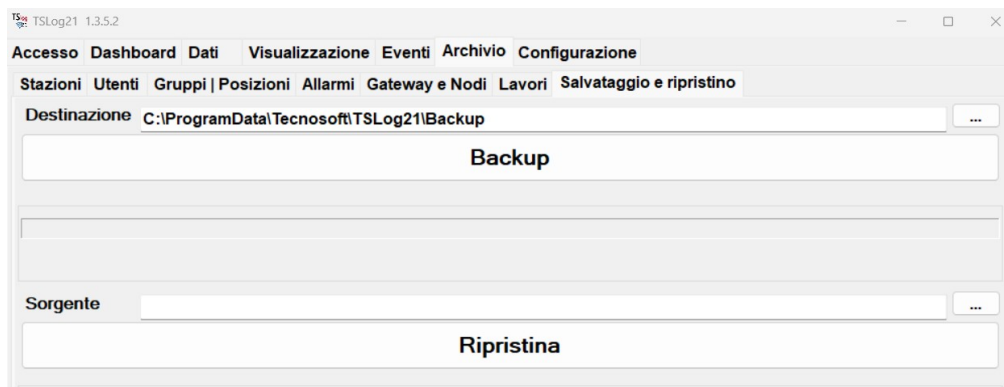 TSLog21 1.3.5.2
Accesso Dashboard Dati Visualizzazione Eventi Archivio Configurazione
Stazioni Utenti Gruppi | Posizioni Allarmi Gateway e Nodi Lavori Salvataggio e ripristino
Destinazione C:\ProgramData\Tecnosoft\TSLog21\Backup ...
Backup
Sorgente ...
Ripristina